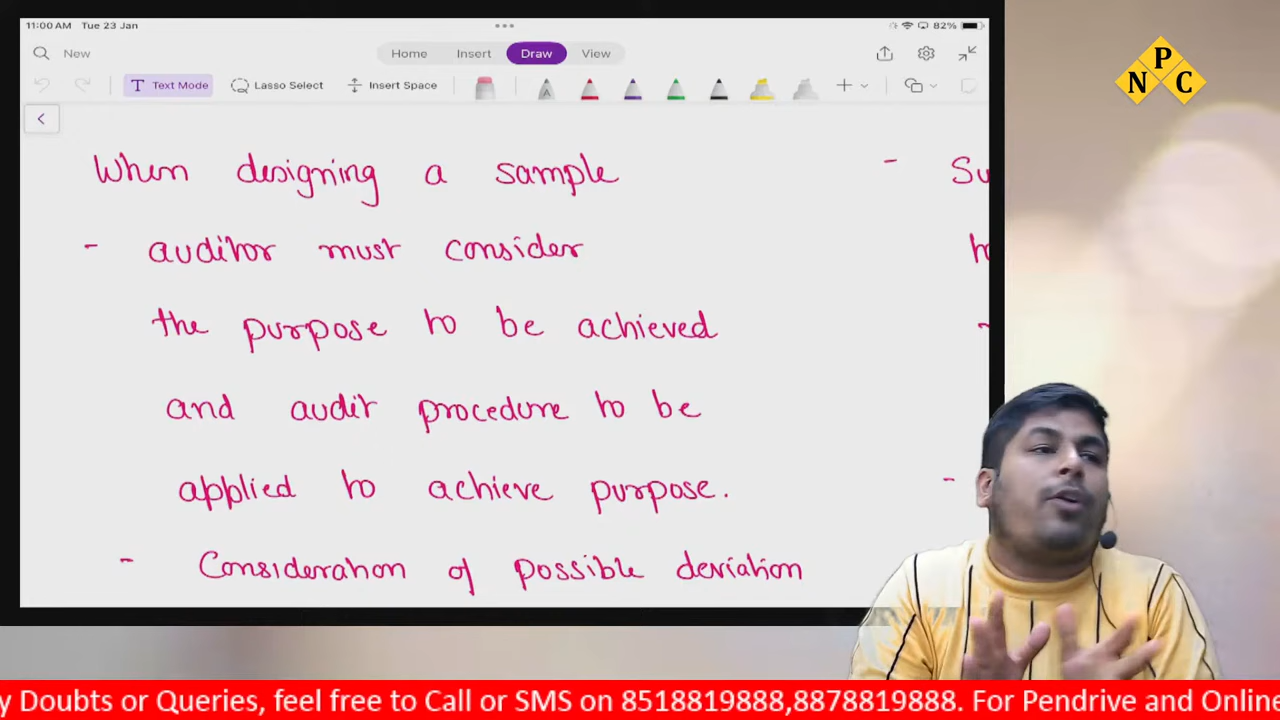 11:00 AM Tue 23 Jan
82%
New
Home Insert Draw View
Text Mode Lasso Select Insert Space
N P C
When designing a sample
- auditor must consider
the purpose to be achieved
and audit procedure to be
applied to achieve purpose.
- Consideration of possible deviation
- Su
-
-
y Doubts or Queries, feel free to Call or SMS on 8518819888,8878819888. For Pendrive and Online